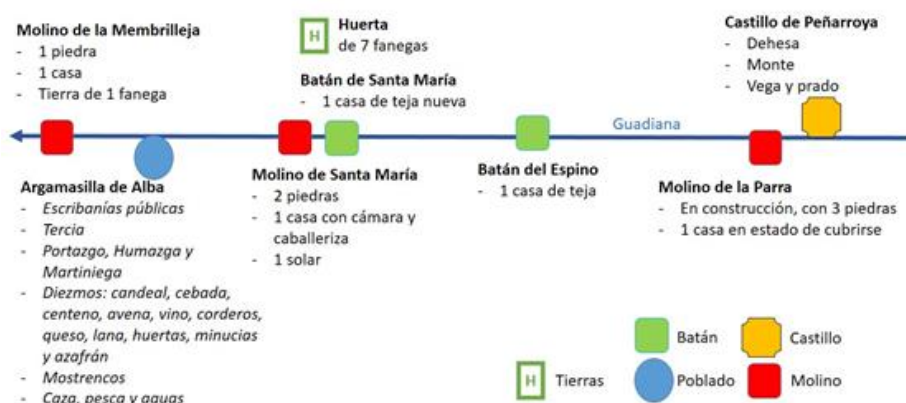 Molino de la Membrilleja
- 1 piedra
- 1 casa
- Tierra de 1 fanega
H
Huerta
de 7 fanegas
Batán de Santa María
- 1 casa de teja nueva
Castillo de Peñarroya
- Dehesa
- Monte
- Vega y prado
Guadiana
Argamasilla de Alba
- Escribanías públicas
- Tercia
- Portazgo, Humazga y
Martiniega
- Diezmos: candeal, cebada,
centeno, avena, vino, corderos,
queso, lana, huertas, minucias
y azafrán
- Mostrencos
- Caza, pesca y aguas
Molino de Santa María
- 2 piedras
- 1 casa con cámara y
caballeriza
- 1 solar
Batán del Espino
- 1 casa de teja
Molino de la Parra
- En construcción, con 3 piedras
- 1 casa en estado de cubrirse
Batán
Castillo
H
Tierras
Poblado
Molino